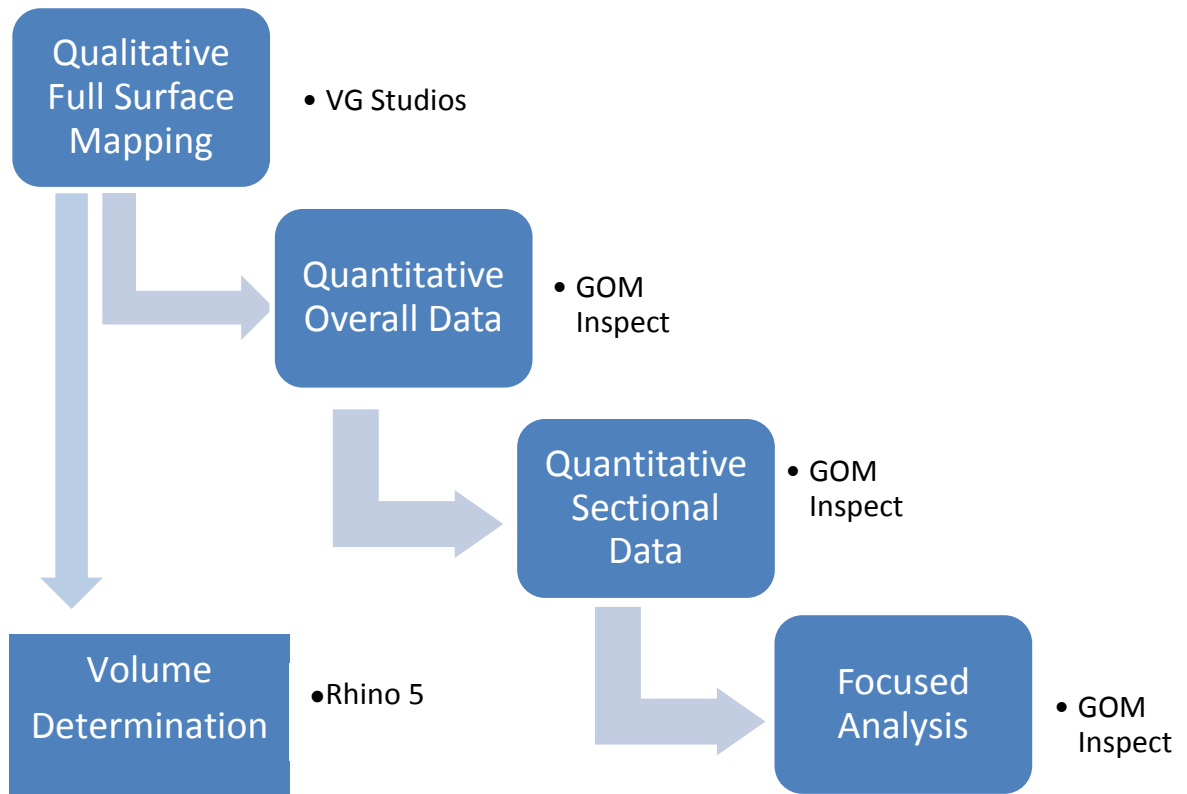 Qualitative
Full Surface
Mapping
• VG Studios
Quantitative
Overall Data
• GOM
Inspect
Quantitative
Sectional
Data
• GOM
Inspect
Volume
Determination
•Rhino 5
Focused
Analysis
• GOM
Inspect